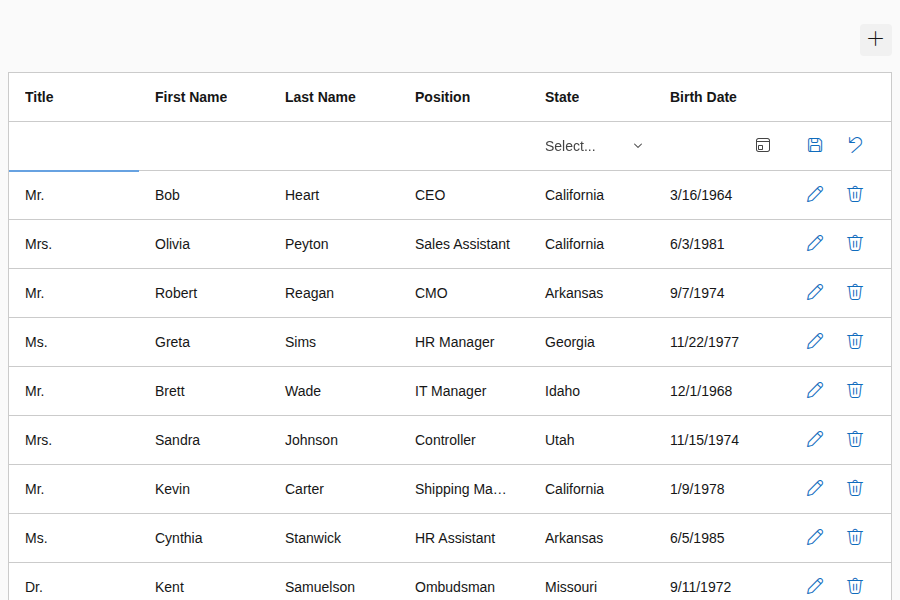 Title First Name Last Name Position State Birth Date
Select...
Mr. Bob Heart CEO California 3/16/1964
Mrs. Olivia Peyton Sales Assistant California 6/3/1981
Mr. Robert Reagan CMO Arkansas 9/7/1974
Ms. Greta Sims HR Manager Georgia 11/22/1977
Mr. Brett Wade IT Manager Idaho 12/1/1968
Mrs. Sandra Johnson Controller Utah 11/15/1974
Mr. Kevin Carter Shipping Ma… California 1/9/1978
Ms. Cynthia Stanwick HR Assistant Arkansas 6/5/1985
Dr. Kent Samuelson Ombudsman Missouri 9/11/1972